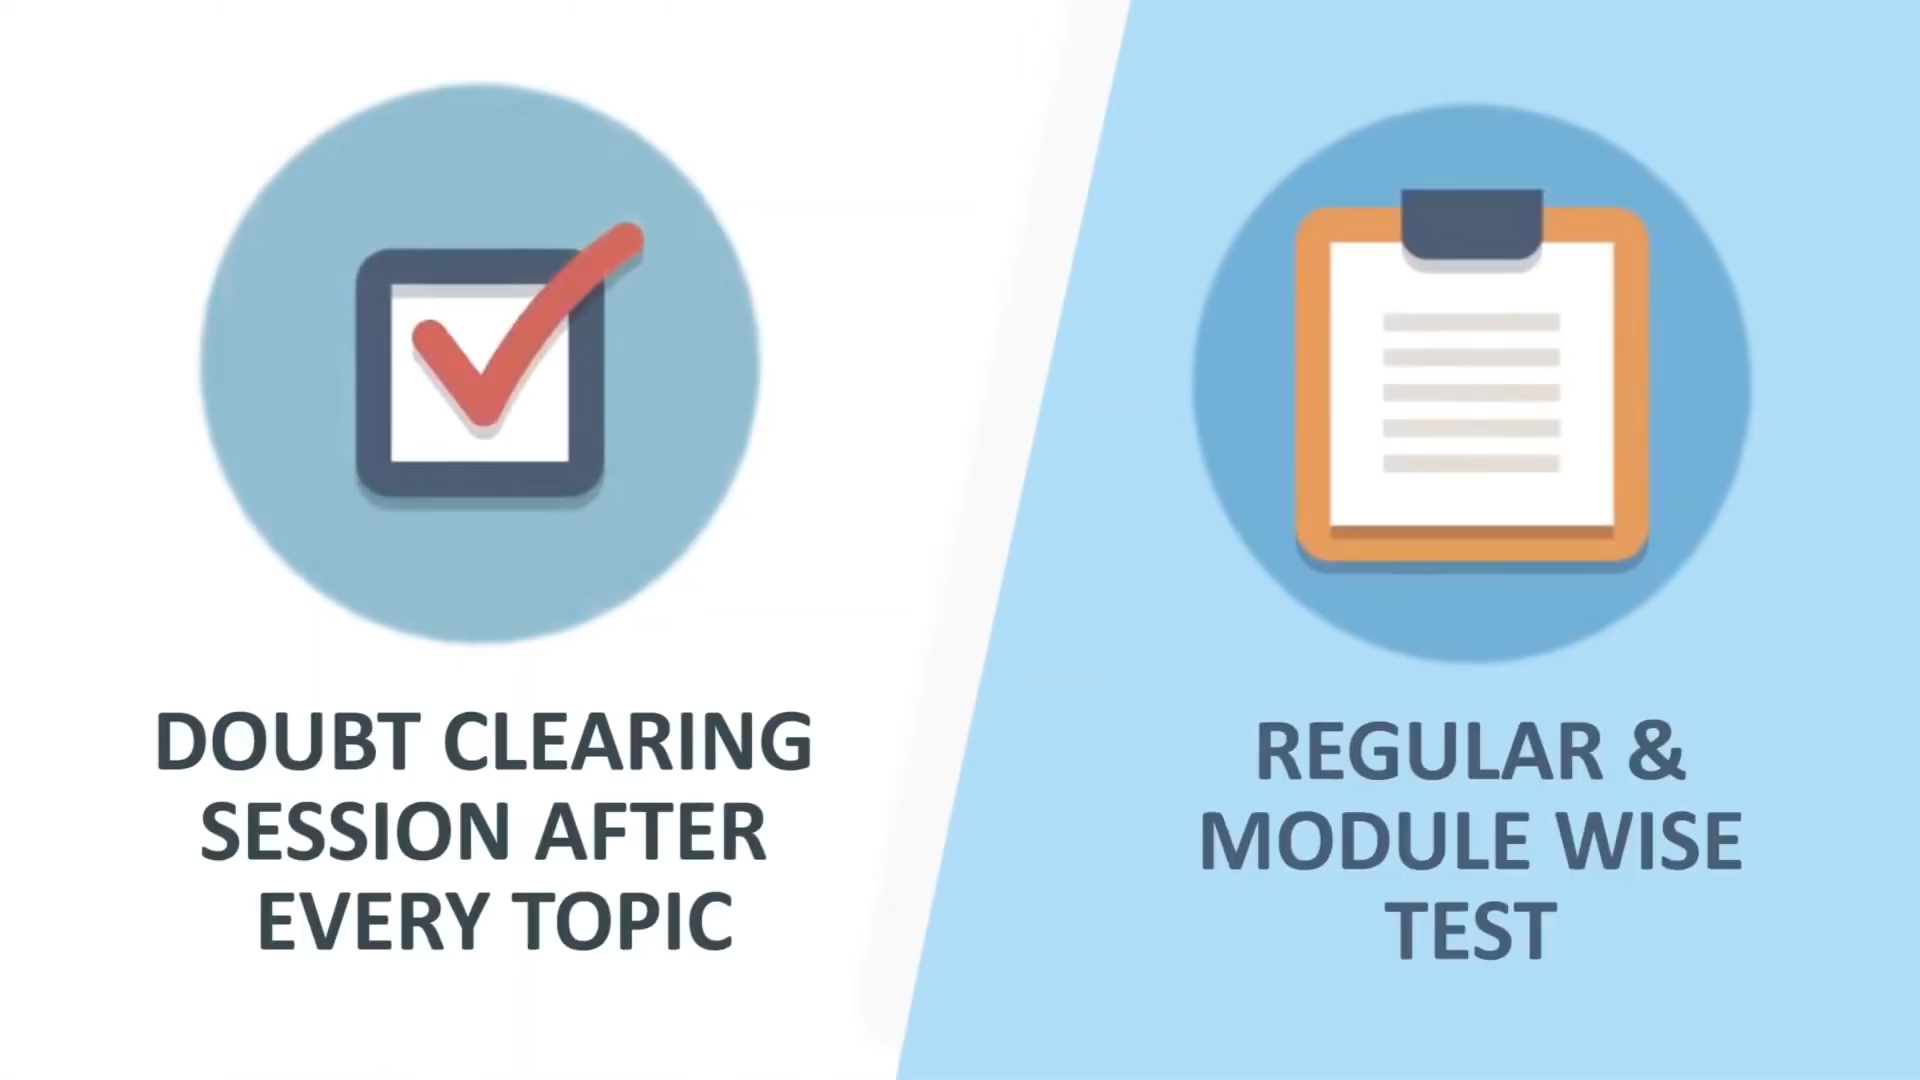 DOUBT CLEARING
SESSION AFTER
EVERY TOPIC
REGULAR &
MODULE WISE
TEST